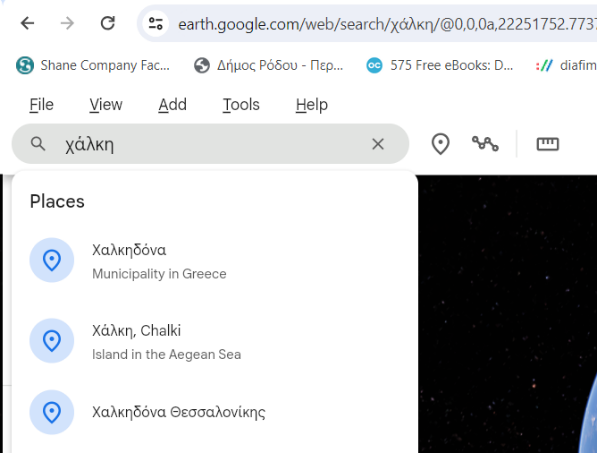 earth.google.com/web/search/χάλκη/@0,0,0a,22251752.773
Shane Company Fac... Δήμος Ρόδου - Περ... 575 Free eBooks: D... diafim
File View Add Tools Help
χάλκη
Places
Χαλκηδόνα
Municipality in Greece
Χάλκη, Chalki
Island in the Aegean Sea
Χαλκηδόνα Θεσσαλονίκης